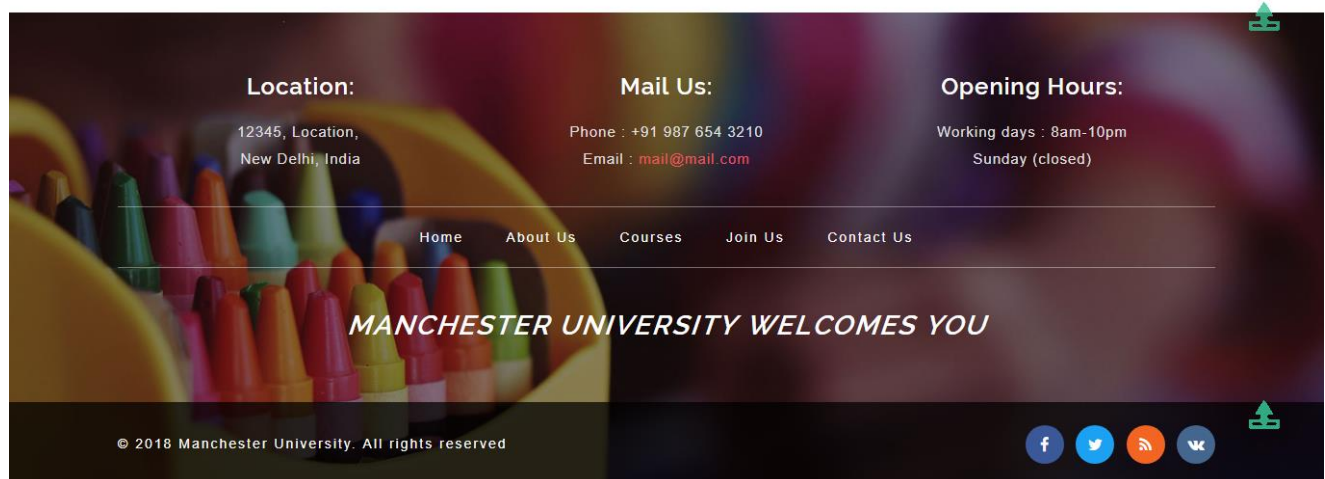 Location:
12345, Location,
New Delhi, India
Mail Us:
Phone : +91 987 654 3210
Email : mail@mail.com
Opening Hours:
Working days : 8am-10pm
Sunday (closed)
Home About Us Courses Join Us Contact Us
MANCHESTER UNIVERSITY WELCOMES YOU
© 2018 Manchester University. All rights reserved